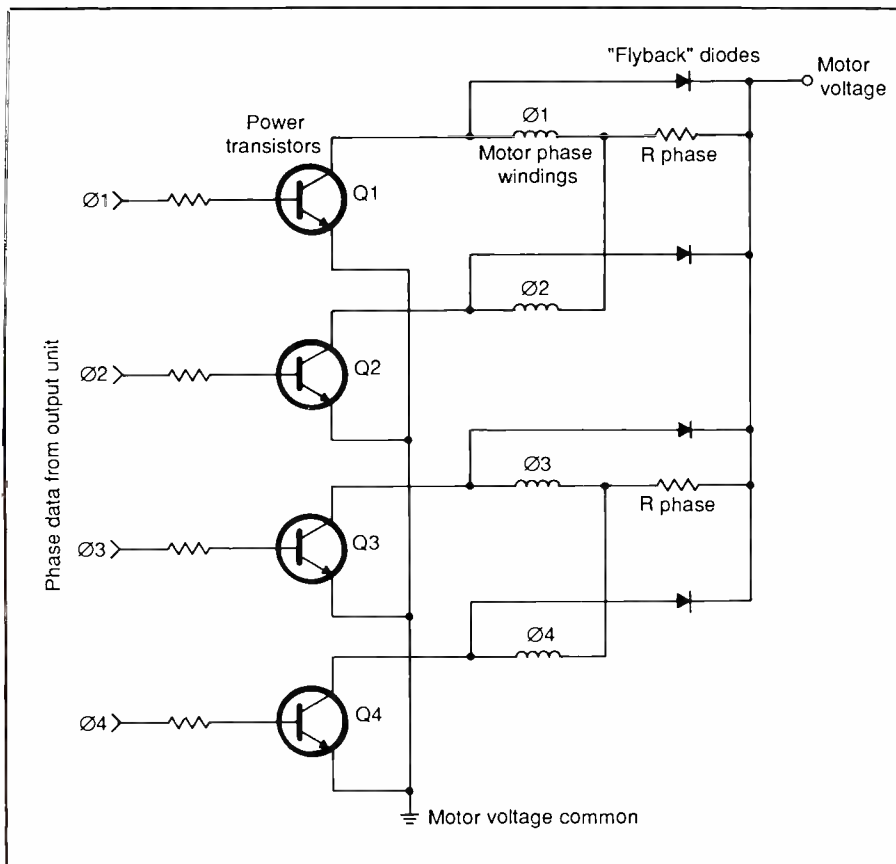 "Flyback" diodes
Motor
voltage
Power
transistors
Ø1
Motor phase
windings
R phase
Ø1
Q1
Ø2
Ø2
Q2
Phase data from output unit
Ø3
R phase
Ø3
Q3
Ø4
Ø4
Q4
Motor voltage common